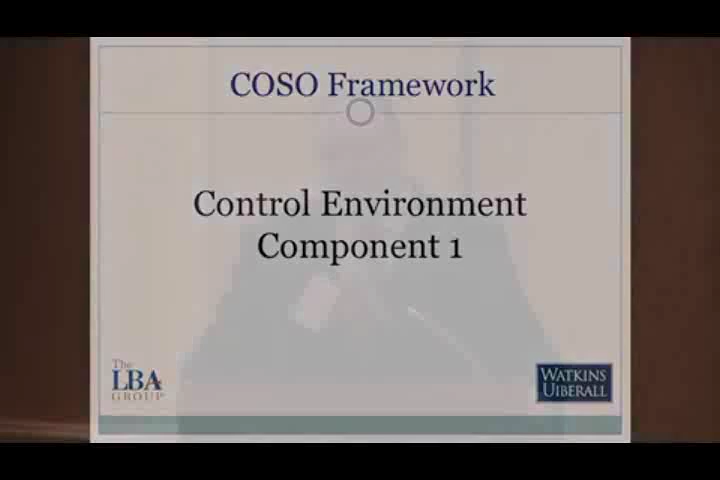 COSO Framework
Control Environment
Component 1
The
LBA
GROUP
WATKINS
UIBERALL